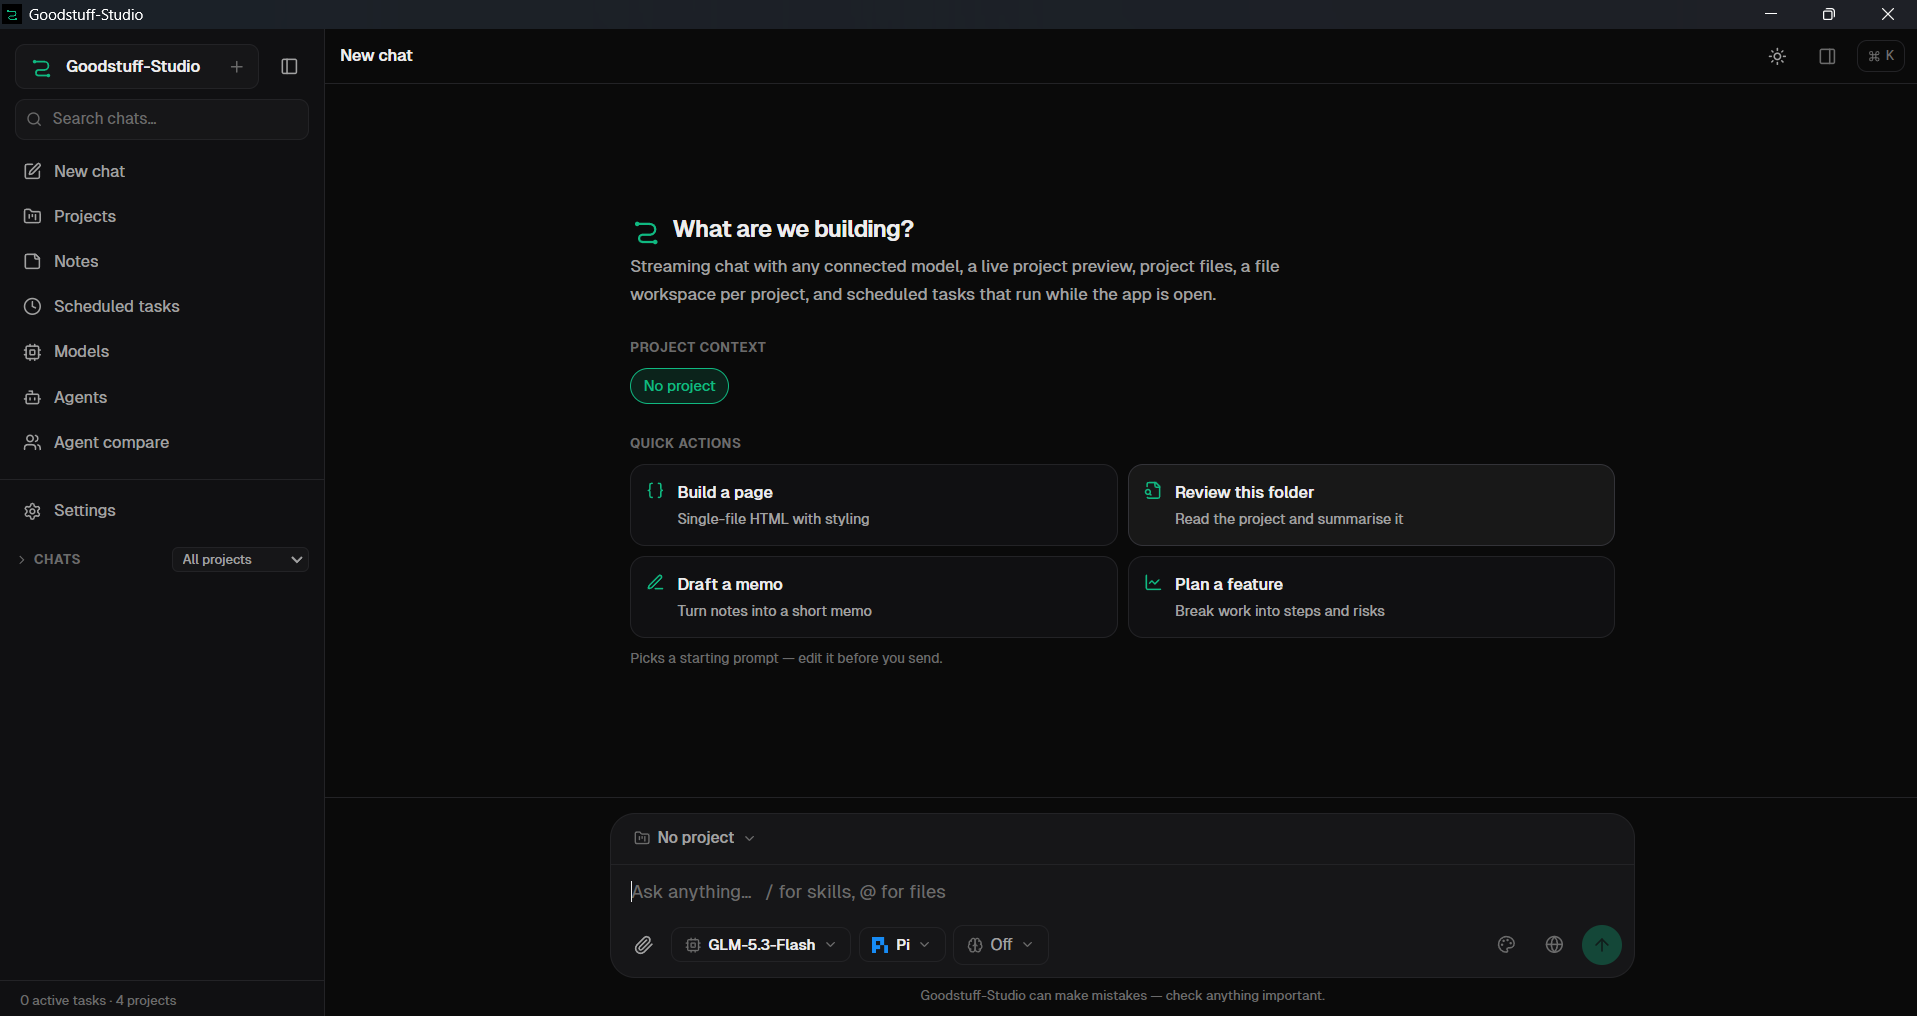 Goodstuff-Studio
Goodstuff-Studio
New chat
⌘ K
Search chats...
New chat
Projects
Notes
Scheduled tasks
Models
Agents
Agent compare
Settings
CHATS
All projects
0 active tasks · 4 projects
What are we building?
Streaming chat with any connected model, a live project preview, project files, a file
workspace per project, and scheduled tasks that run while the app is open.
PROJECT CONTEXT
No project
QUICK ACTIONS
Build a page
Single-file HTML with styling
Review this folder
Read the project and summarise it
Draft a memo
Turn notes into a short memo
Plan a feature
Break work into steps and risks
Picks a starting prompt — edit it before you send.
No project
Ask anything... / for skills, @ for files
GLM-5.3-Flash
Pi
Off
Goodstuff-Studio can make mistakes — check anything important.